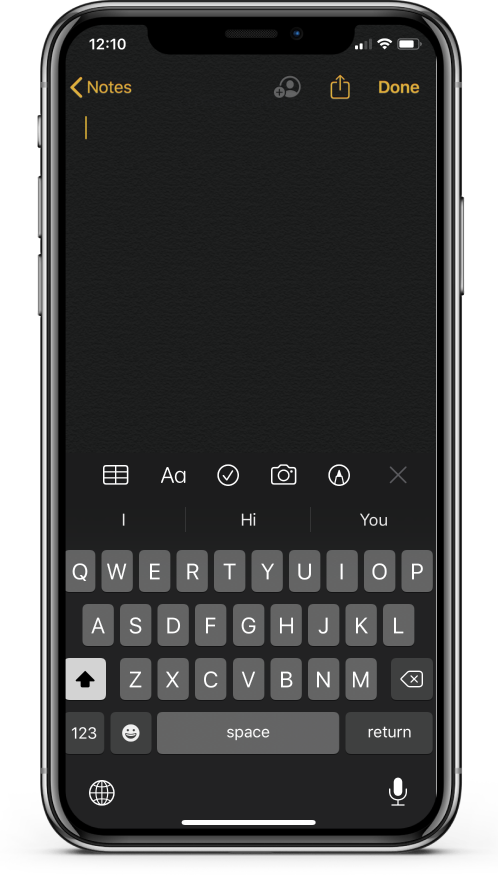 12:10
Notes Done
Aa
I Hi You
Q W E R T Y U I O P
A S D F G H J K L
Z X C V B N M
123 space return